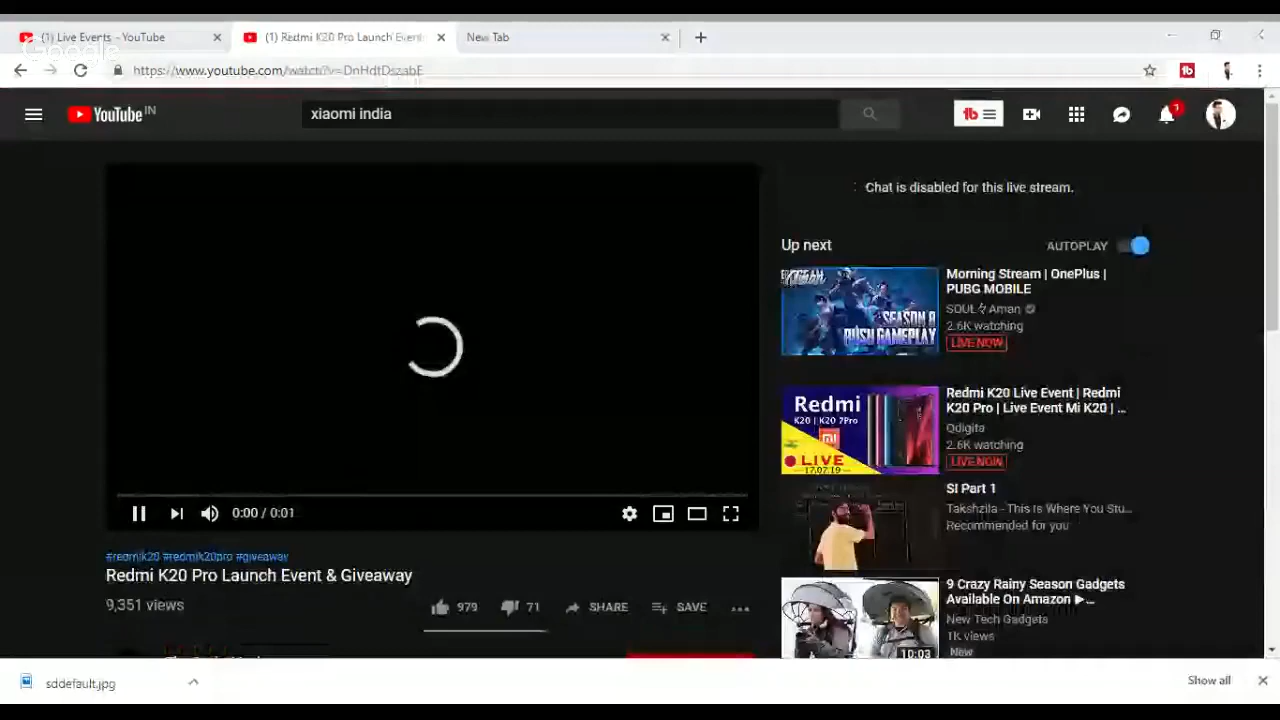 (1) Live Events - YouTube
(1) Redmi K20 Pro Launch Event
New Tab
Google
https://www.youtube.com/watch?v=DnHdtDszabE
YouTube IN
xiaomi india
tb
1
Chat is disabled for this live stream.
Up next
AUTOPLAY
Morning Stream | OnePlus |
PUBG MOBILE
SOUL々Aman
2.6K watching
LIVE NOW
SEASON 8
RUSH GAMEPLAY
Redmi K20 Live Event | Redmi
K20 Pro | Live Event Mi K20 | ...
Qdigita
2.6K watching
LIVE NOW
Redmi
K20 | K20 ?Pro
LIVE
17.07.19
SI Part 1
Takshzila - This is Where You Stu...
Recommended for you
9 Crazy Rainy Season Gadgets
Available On Amazon ▶...
New Tech Gadgets
1K views
New
10:03
0:00 / 0:01
#redmik20 #redmik20pro #giveaway
Redmi K20 Pro Launch Event & Giveaway
9,351 views
979
71
SHARE
SAVE
sddefault.jpg
Show all